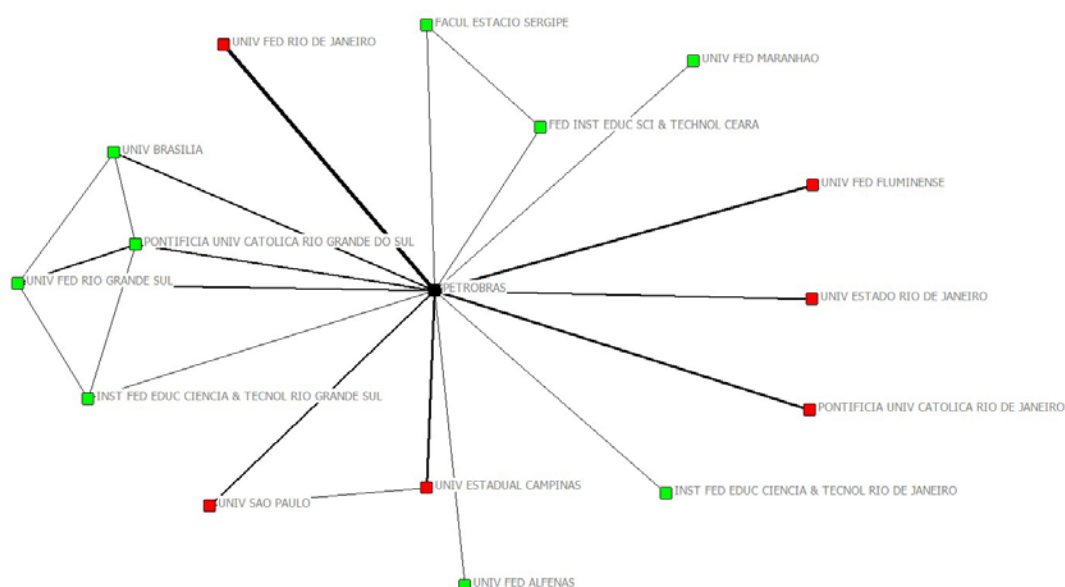 FACUL ESTACIO SERGIPE
UNIV FED RIO DE JANEIRO
UNIV FED MARANHAO
FED INST EDUC SCI & TECHNOL CEARA
UNIV BRASILIA
UNIV FED FLUMINENSE
PONTIFICIA UNIV CATOLICA RIO GRANDE DO SUL
UNIV FED RIO GRANDE SUL
PETROBRAS
UNIV ESTADO RIO DE JANEIRO
INST FED EDUC CIENCIA & TECNOL RIO GRANDE SUL
PONTIFICIA UNIV CATOLICA RIO DE JANEIRO
UNIV ESTADUAL CAMPINAS
INST FED EDUC CIENCIA & TECNOL RIO DE JANEIRO
UNIV SAO PAULO
UNIV FED ALFENAS